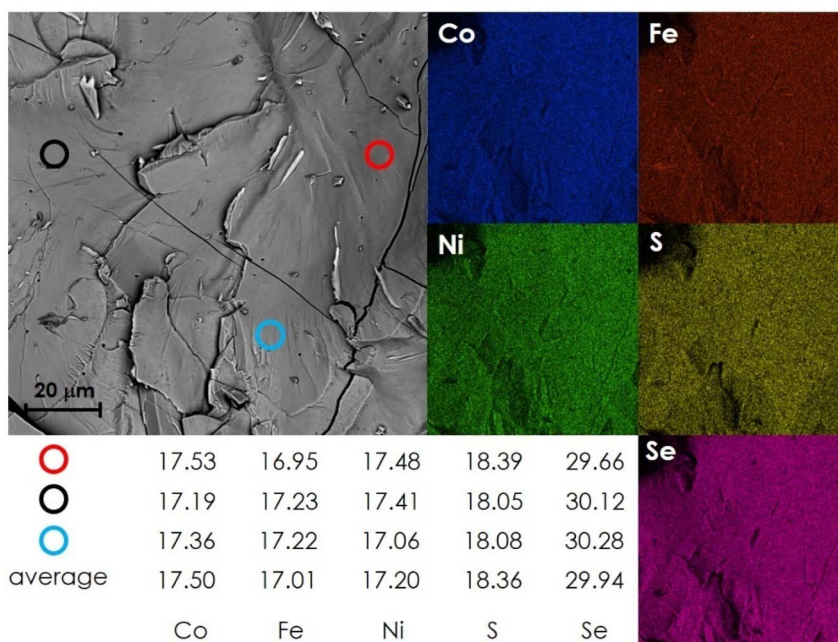 Co
Fe
Ni
S
20 μm
Se
17.53 16.95 17.48 18.39 29.66
17.19 17.23 17.41 18.05 30.12
17.36 17.22 17.06 18.08 30.28
average 17.50 17.01 17.20 18.36 29.94
Co Fe Ni S Se